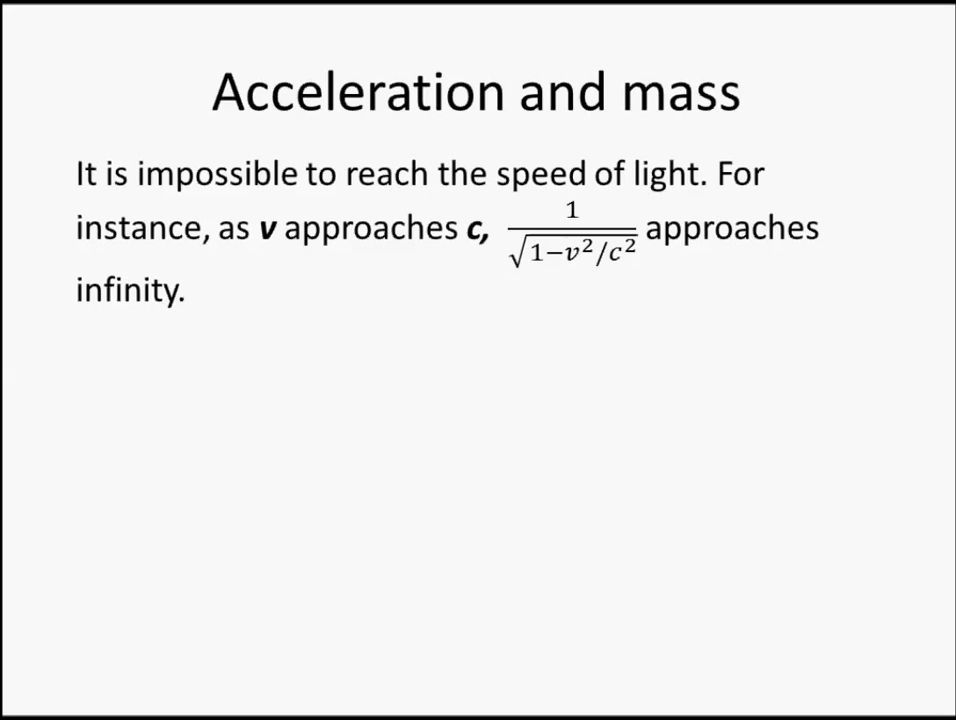 Acceleration and mass
It is impossible to reach the speed of light. For
instance, as v approaches c, 1/√(1−v²/c²) approaches
infinity.